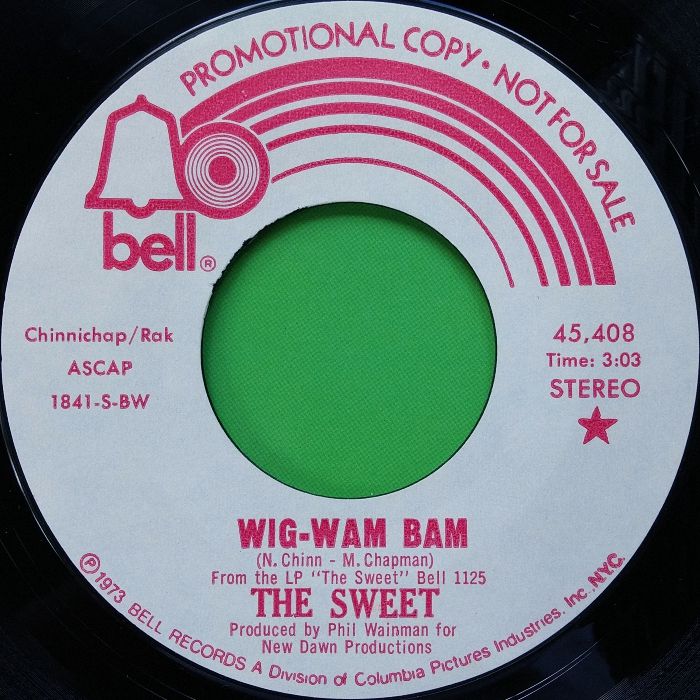 PROMOTIONAL COPY • NOT FOR SALE
bell®
Chinnichap/Rak
ASCAP
1841-S-BW
45,408
Time: 3:03
STEREO
WIG-WAM BAM
(N. Chinn - M. Chapman)
From the LP "The Sweet" Bell 1125
THE SWEET
Produced by Phil Wainman for
New Dawn Productions
℗ 1973 BELL RECORDS A Division of Columbia Pictures Industries, Inc., N.Y.C.